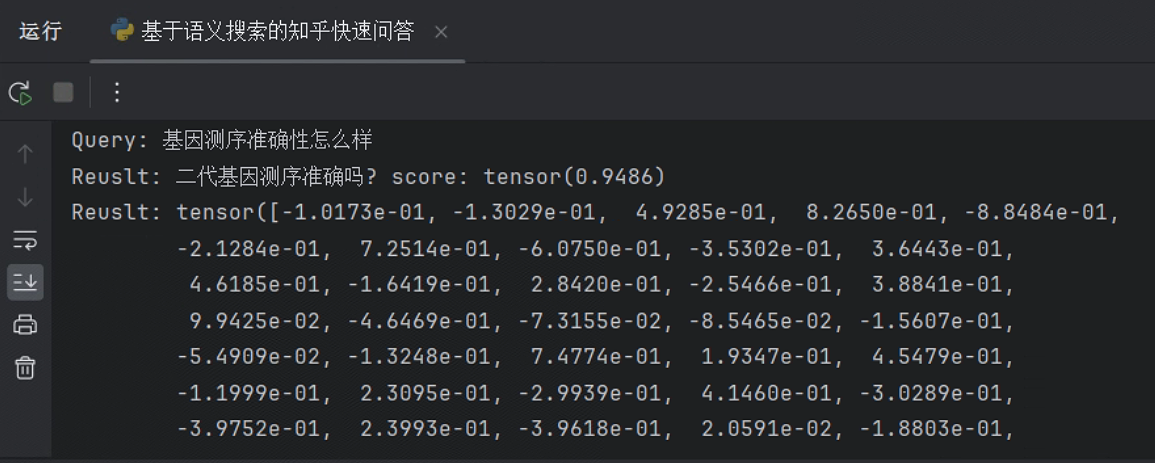 运行 基于语义搜索的知乎快速问答
Query: 基因测序准确性怎么样
Reuslt: 二代基因测序准确吗? score: tensor(0.9486)
Reuslt: tensor([-1.0173e-01, -1.3029e-01, 4.9285e-01, 8.2650e-01, -8.8484e-01,
-2.1284e-01, 7.2514e-01, -6.0750e-01, -3.5302e-01, 3.6443e-01,
4.6185e-01, -1.6419e-01, 2.8420e-01, -2.5466e-01, 3.8841e-01,
9.9425e-02, -4.6469e-01, -7.3155e-02, -8.5465e-02, -1.5607e-01,
-5.4909e-02, -1.3248e-01, 7.4774e-01, 1.9347e-01, 4.5479e-01,
-1.1999e-01, 2.3095e-01, -2.9939e-01, 4.1460e-01, -3.0289e-01,
-3.9752e-01, 2.3993e-01, -3.9618e-01, 2.0591e-02, -1.8803e-01,